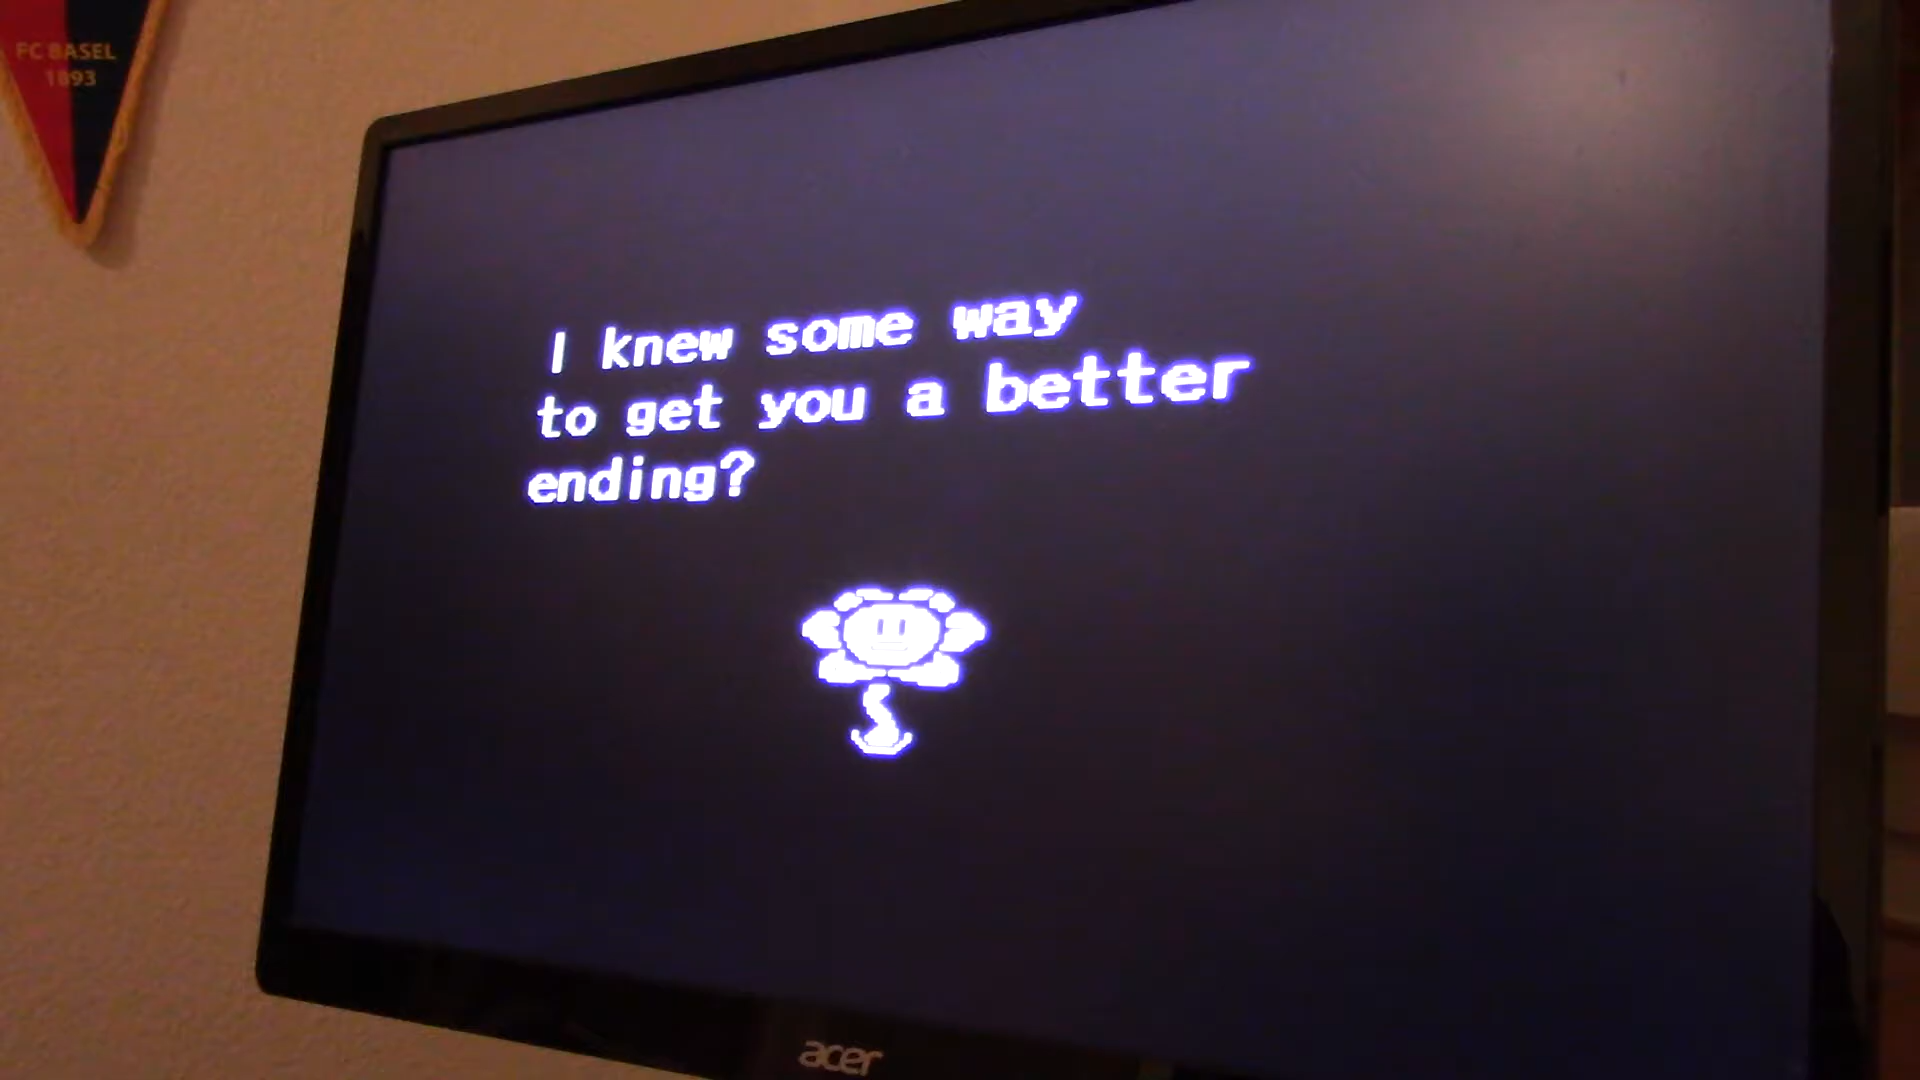 FC BASEL
1893
I knew some way
to get you a better
ending?
acer